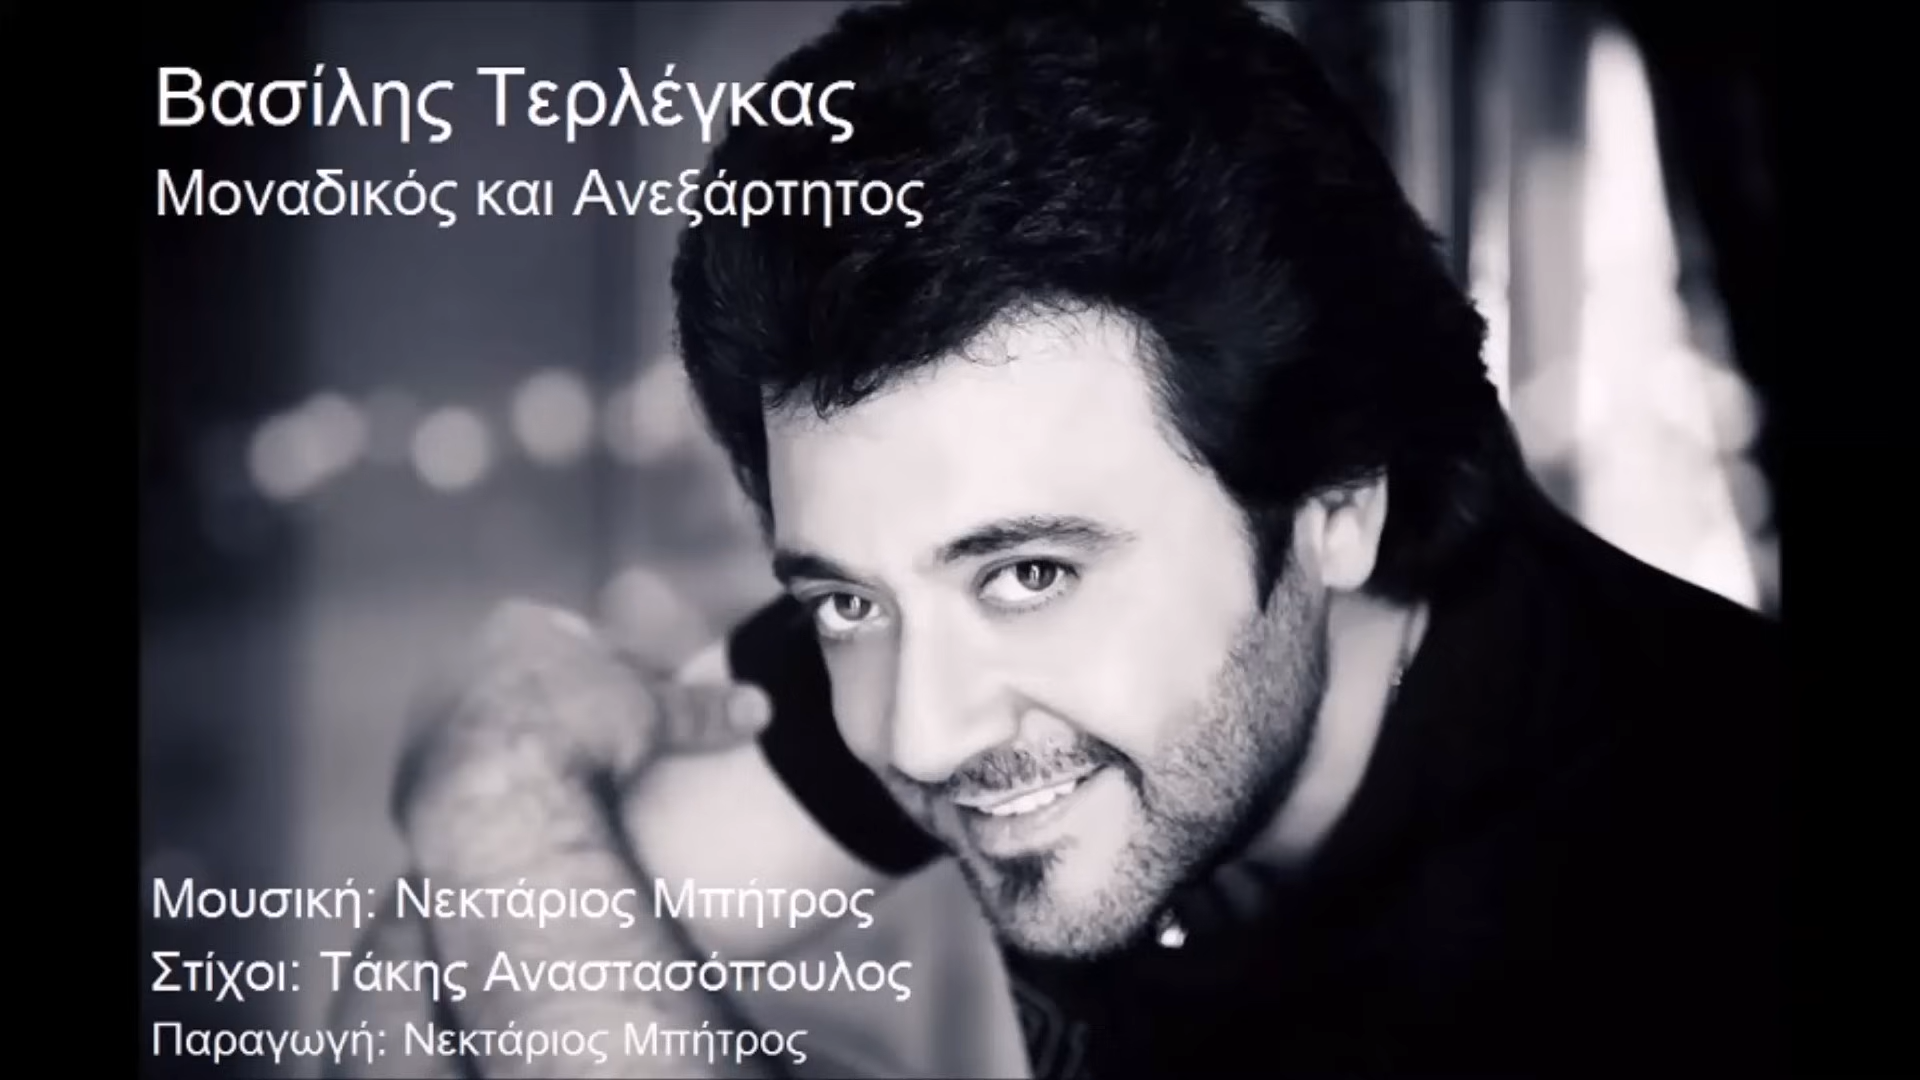 Βασίλης Τερλέγκας
Μοναδικός και Ανεξάρτητος
Μουσική: Νεκτάριος Μπήτρος
Στίχοι: Τάκης Αναστασόπουλος
Παραγωγή: Νεκτάριος Μπήτρος